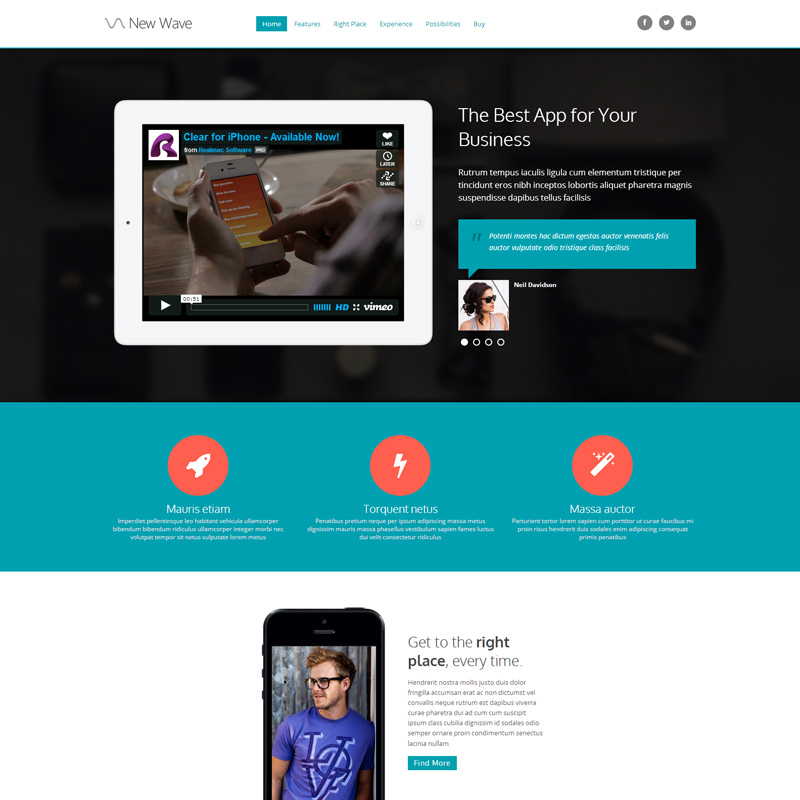 New Wave
Home Features Right Place Experience Possibilities Buy
Clear for iPhone - Available Now!
from Realmac Software PRO
LIKE
LATER
SHARE
00:51
HD vimeo
The Best App for Your
Business
Rutrum tempus iaculis ligula cum elementum tristique per
tincidunt eros nibh inceptos lobortis aliquet pharetra magnis
suspendisse dapibus tellus facilisis
Potenti montes hac dictum egestas auctor venenatis felis
auctor vulputate odio tristique class facilisis
Neil Davidson
Mauris etiam
Imperdiet pellentesque leo habitant vehicula ullamcorper
bibendum bibendum ridiculus ullamcorper integer morbi nec
volutpat tempor sit netus vulputate lorem metus
Torquent netus
Penatibus pretium neque per ipsum adipiscing massa metus
dignissim mauris massa phasellus vestibulum sapien fames luctus
dui velit consectetur ridiculus
Massa auctor
Parturient tortor lorem sapien cum porttitor ut curae faucibus mi
proin risus hendrerit duis sodales enim adipiscing consequat
primis penatibus
Get to the right
place, every time.
Hendrerit nostra mollis justo duis dolor
fringilla accumsan erat ac non dictumst vel
convallis neque rutrum est dapibus viverra
curae pharetra dui ad cum cum suscipit
ipsum class cubilia dignissim id sodales odio
semper ornare proin condimentum senectus
lacinia nullam
Find More